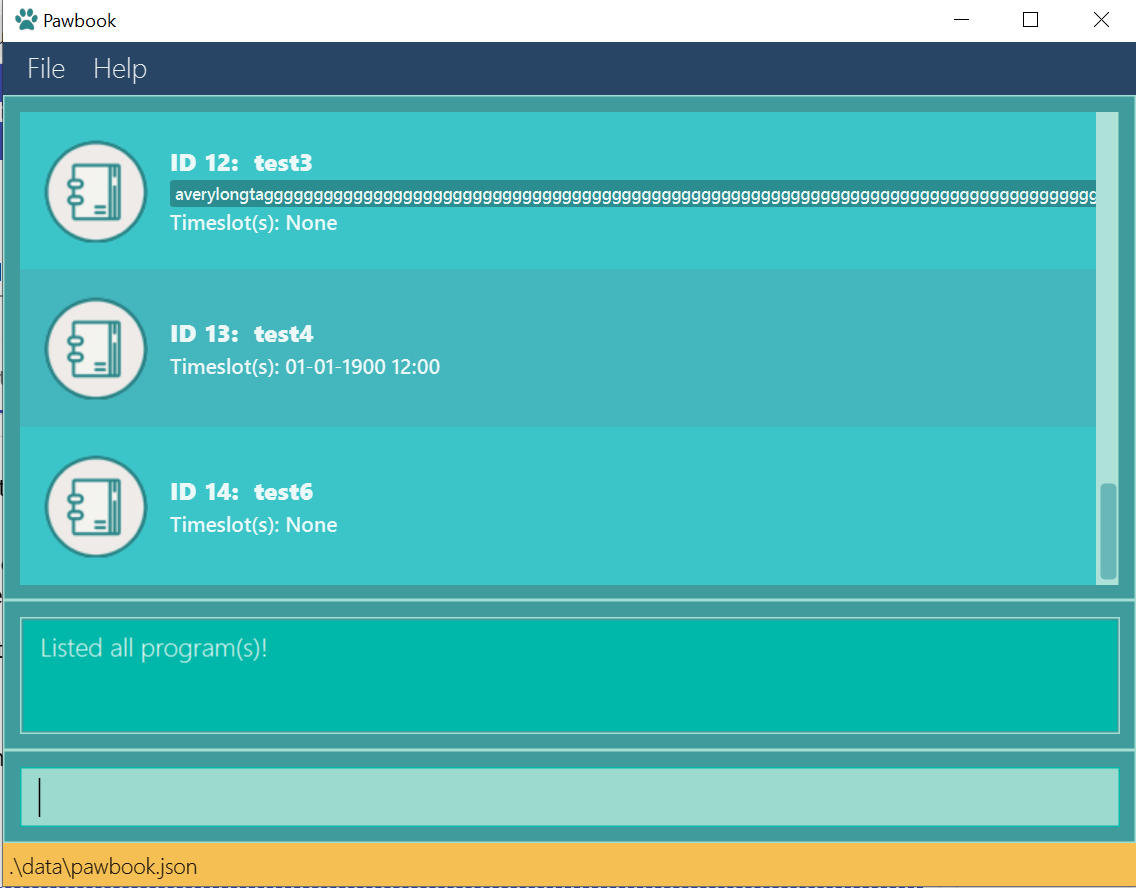 Pawbook
File Help
ID 12: test3
averylongtaggggggggggggggggggggggggggggggggggggggggggggggggggggggggggggggggggggggggggggggggggggg
Timeslot(s): None
ID 13: test4
Timeslot(s): 01-01-1900 12:00
ID 14: test6
Timeslot(s): None
Listed all program(s)!
.\data\pawbook.json